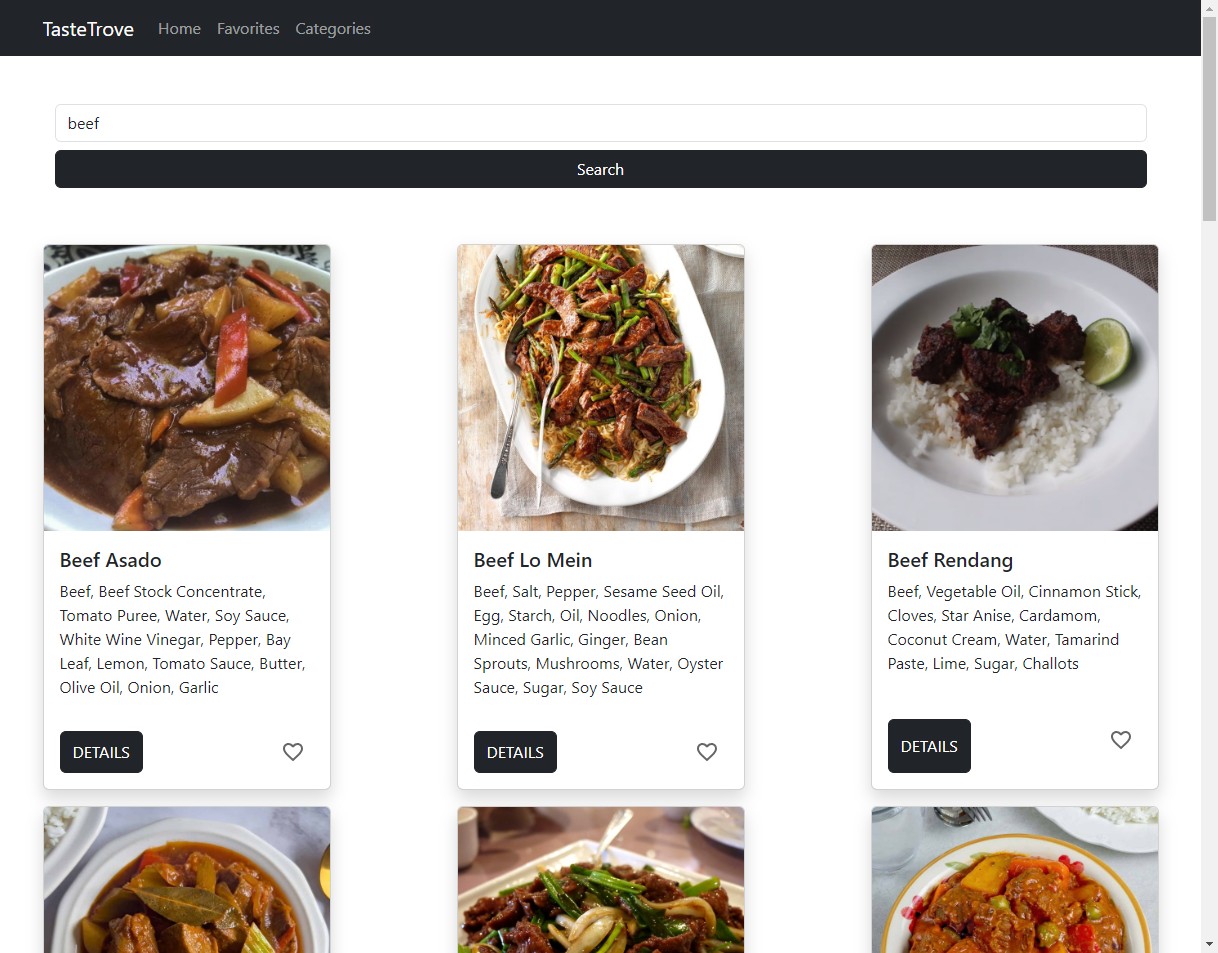 TasteTrove Home Favorites Categories
beef
Search
Beef Asado
Beef, Beef Stock Concentrate,
Tomato Puree, Water, Soy Sauce,
White Wine Vinegar, Pepper, Bay
Leaf, Lemon, Tomato Sauce, Butter,
Olive Oil, Onion, Garlic
DETAILS
Beef Lo Mein
Beef, Salt, Pepper, Sesame Seed Oil,
Egg, Starch, Oil, Noodles, Onion,
Minced Garlic, Ginger, Bean
Sprouts, Mushrooms, Water, Oyster
Sauce, Sugar, Soy Sauce
DETAILS
Beef Rendang
Beef, Vegetable Oil, Cinnamon Stick,
Cloves, Star Anise, Cardamom,
Coconut Cream, Water, Tamarind
Paste, Lime, Sugar, Challots
DETAILS